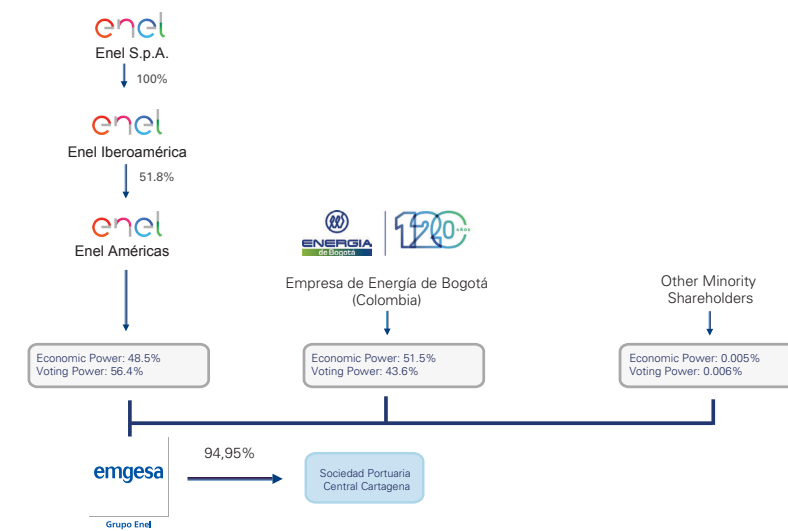 enel
Enel S.p.A.
100%
enel
Enel Iberoamérica
51.8%
enel
Enel Américas
ENERGIA
de Bogotá
120 AÑOS
Empresa de Energía de Bogotá
(Colombia)
Other Minority
Shareholders
Economic Power: 48.5%
Voting Power: 56.4%
Economic Power: 51.5%
Voting Power: 43.6%
Economic Power: 0.005%
Voting Power: 0.006%
emgesa
Grupo Enel
94,95%
Sociedad Portuaria
Central Cartagena